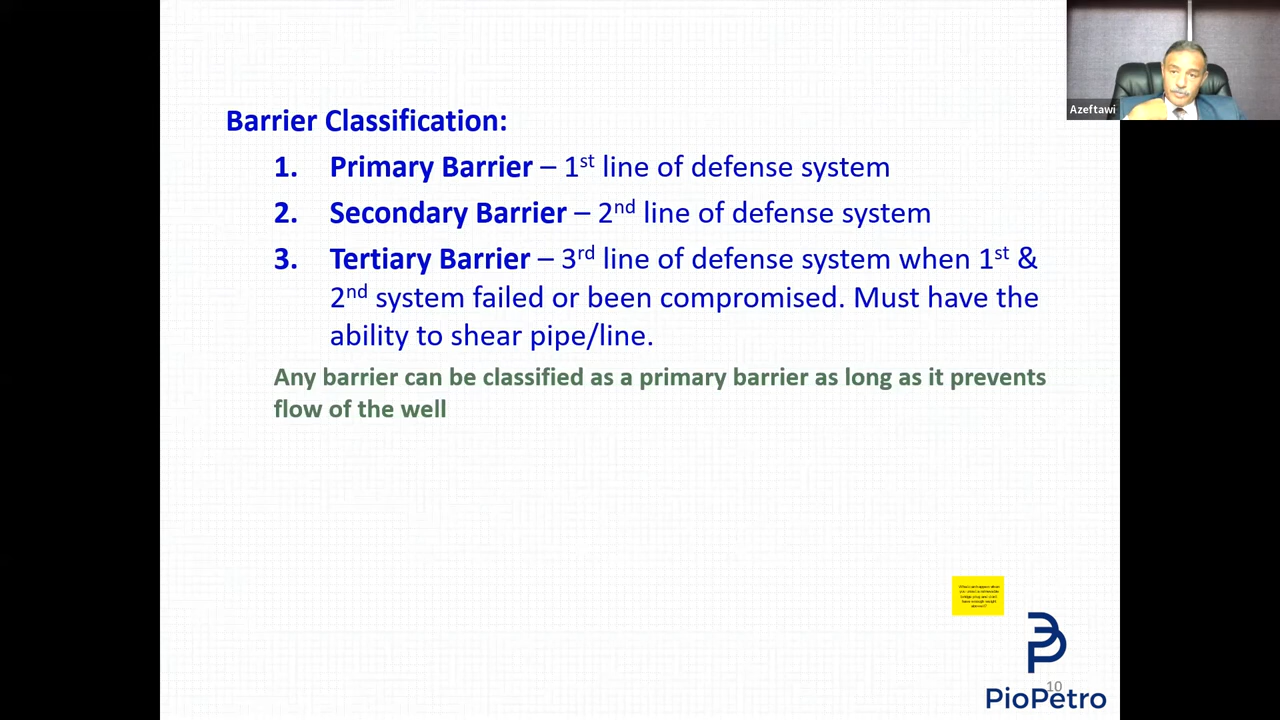 Azeftawi
Barrier Classification:
1. Primary Barrier – 1st line of defense system
2. Secondary Barrier – 2nd line of defense system
3. Tertiary Barrier – 3rd line of defense system when 1st &
2nd system failed or been compromised. Must have the
ability to shear pipe/line.
Any barrier can be classified as a primary barrier as long as it prevents
flow of the well
10
PioPetro